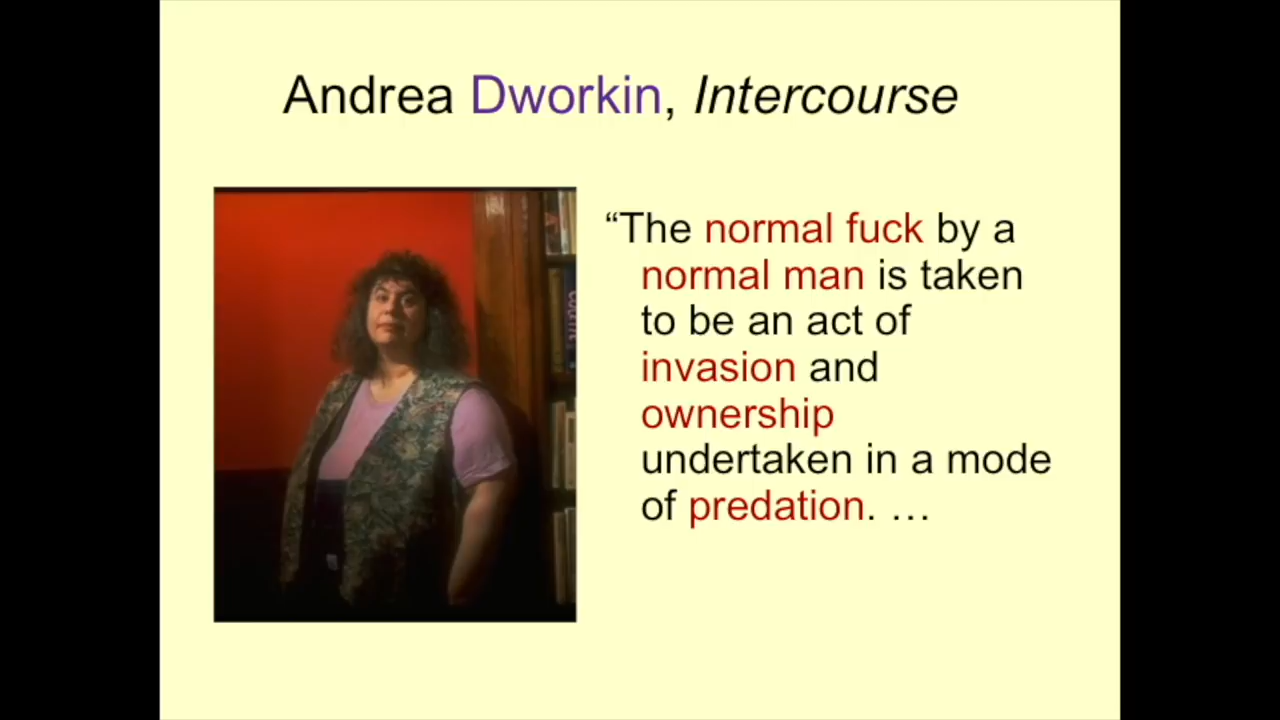 Andrea Dworkin, Intercourse
“The normal fuck by a
normal man is taken
to be an act of
invasion and
ownership
undertaken in a mode
of predation. …